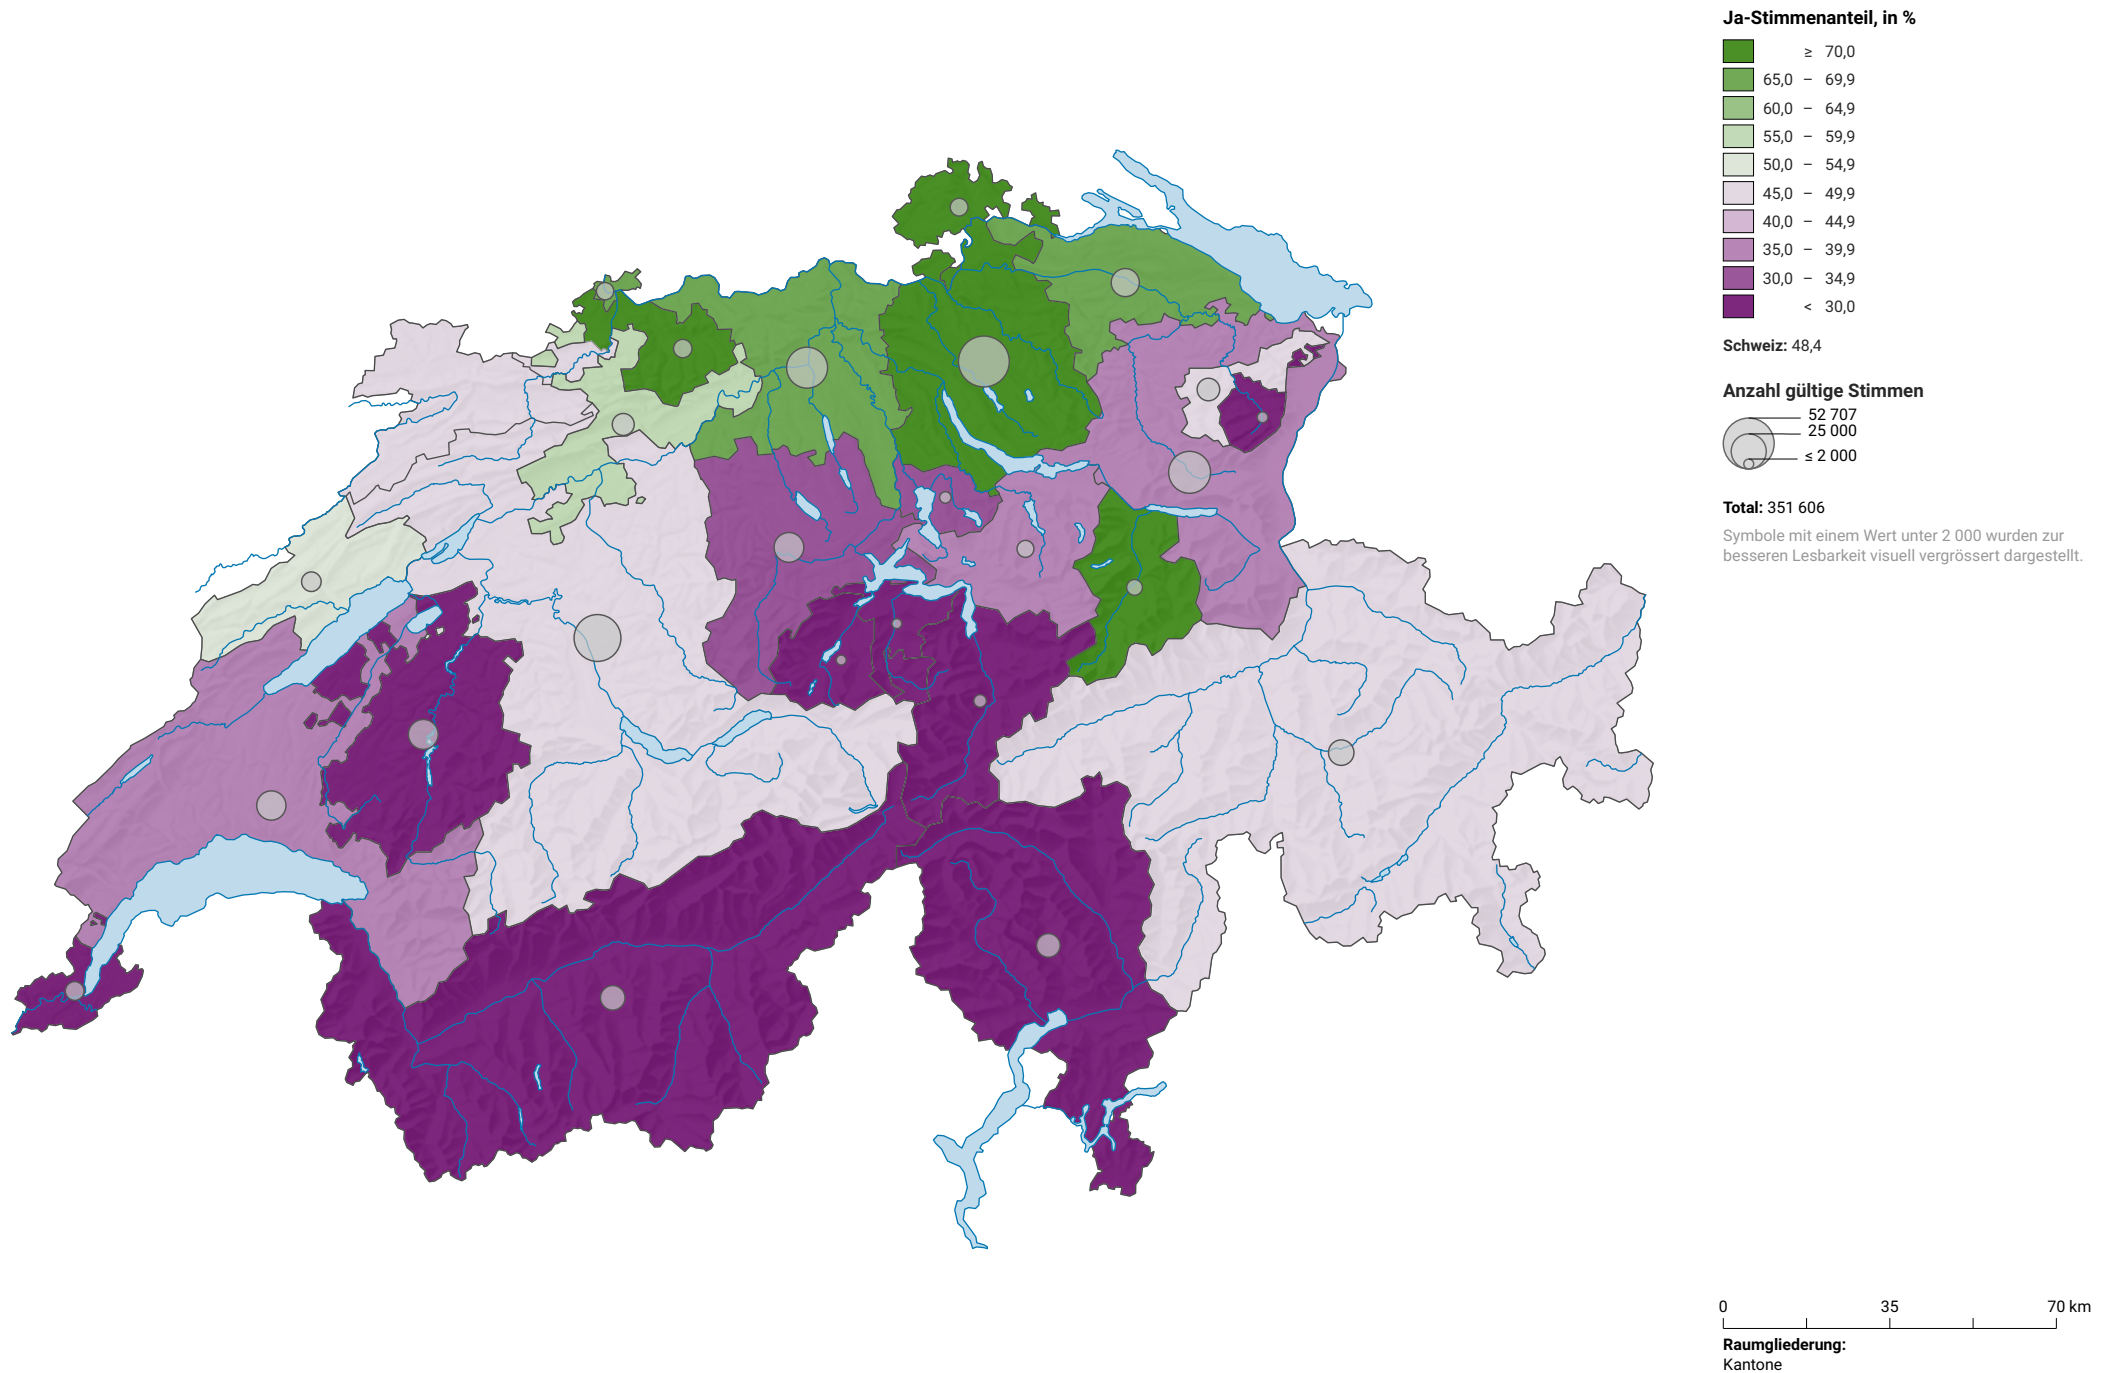 Ja-Stimmenanteil, in %
≥ 70,0
65,0 – 69,9
60,0 – 64,9
55,0 – 59,9
50,0 – 54,9
45,0 – 49,9
40,0 – 44,9
35,0 – 39,9
30,0 – 34,9
< 30,0
Schweiz: 48,4
Anzahl gültige Stimmen
52 707
25 000
≤ 2 000
Total: 351 606
Symbole mit einem Wert unter 2 000 wurden zur
besseren Lesbarkeit visuell vergrössert dargestellt.
0 35 70 km
Raumgliederung:
Kantone